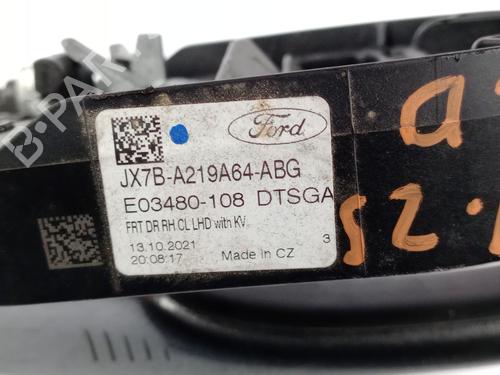 Ford
JX7B-A219A64-ABG
E03480-108 DTSGA
FRT DR RH CL LHD with KV
13.10.2021
20:08:17
Made in CZ
3
B-PARTS